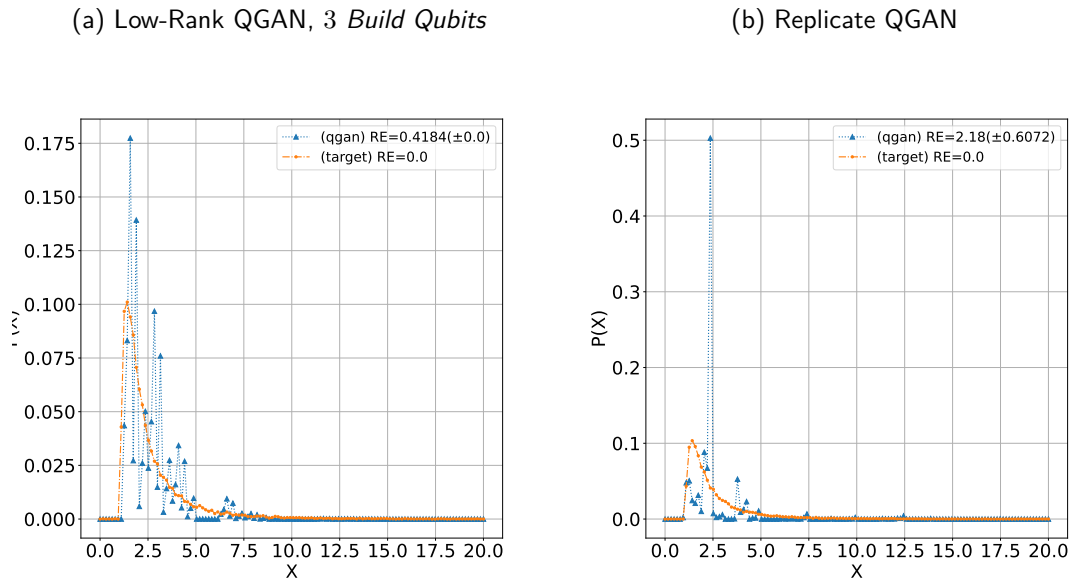 (a) Low-Rank QGAN, 3 Build Qubits
(qgan) RE=0.4184(±0.0)
(target) RE=0.0
0.175
0.150
0.125
0.100
0.075
0.050
0.025
0.000
(X)
0.0 2.5 5.0 7.5 10.0 12.5 15.0 17.5 20.0
X
(b) Replicate QGAN
(qgan) RE=2.18(±0.6072)
(target) RE=0.0
0.5
0.4
0.3
0.2
0.1
0.0
P(X)
0.0 2.5 5.0 7.5 10.0 12.5 15.0 17.5 20.0
X